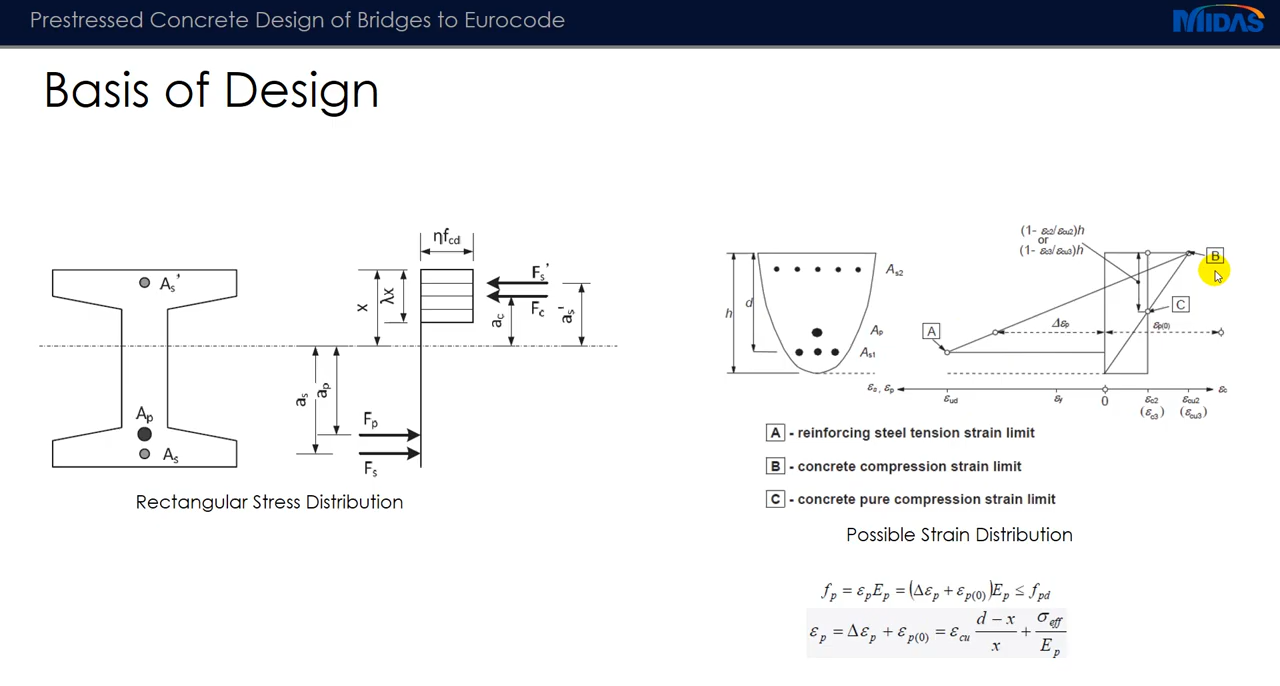 Prestressed Concrete Design of Bridges to Eurocode
MIDAS
Basis of Design
ηfcd
As'
x
λx
Fs'
Fc
ac
as'
as
ap
Ap
As
Fp
Fs
Rectangular Stress Distribution
h
d
As2
Ap
As1
(1- εc2/εcu2)h
or
(1- εc3/εcu3)h
B
C
A
Δεp
εp(0)
εs, εp
εud
εy
0
εc2
(εc3)
εcu2
(εcu3)
εc
A - reinforcing steel tension strain limit
B - concrete compression strain limit
C - concrete pure compression strain limit
Possible Strain Distribution
fp = εpEp = (Δεp + εp(0))Ep ≤ fpd
εp = Δεp + εp(0) = εcu (d − x)/x + σeff/Ep